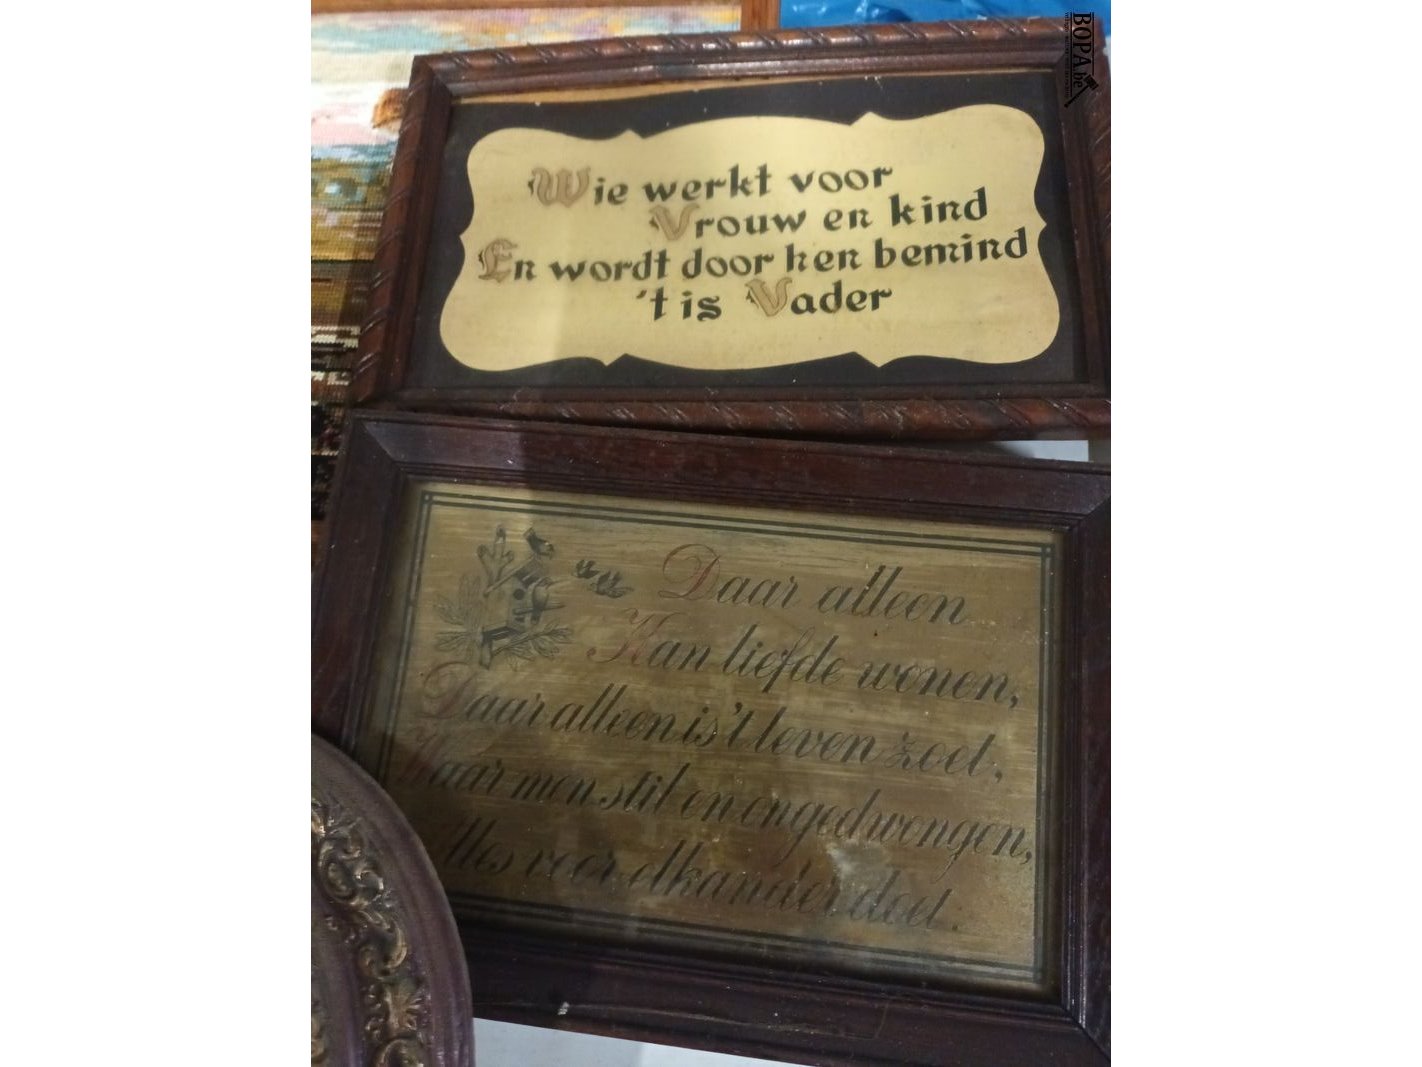 BOPA.be
Wie werkt voor
Vrouw en kind
En wordt door hen bemind
't is Vader
Daar alleen
Kan liefde wonen,
Daar alleen is 't leven zoet,
Waar men stil en ongedwongen,
Alles voor elkander doet.